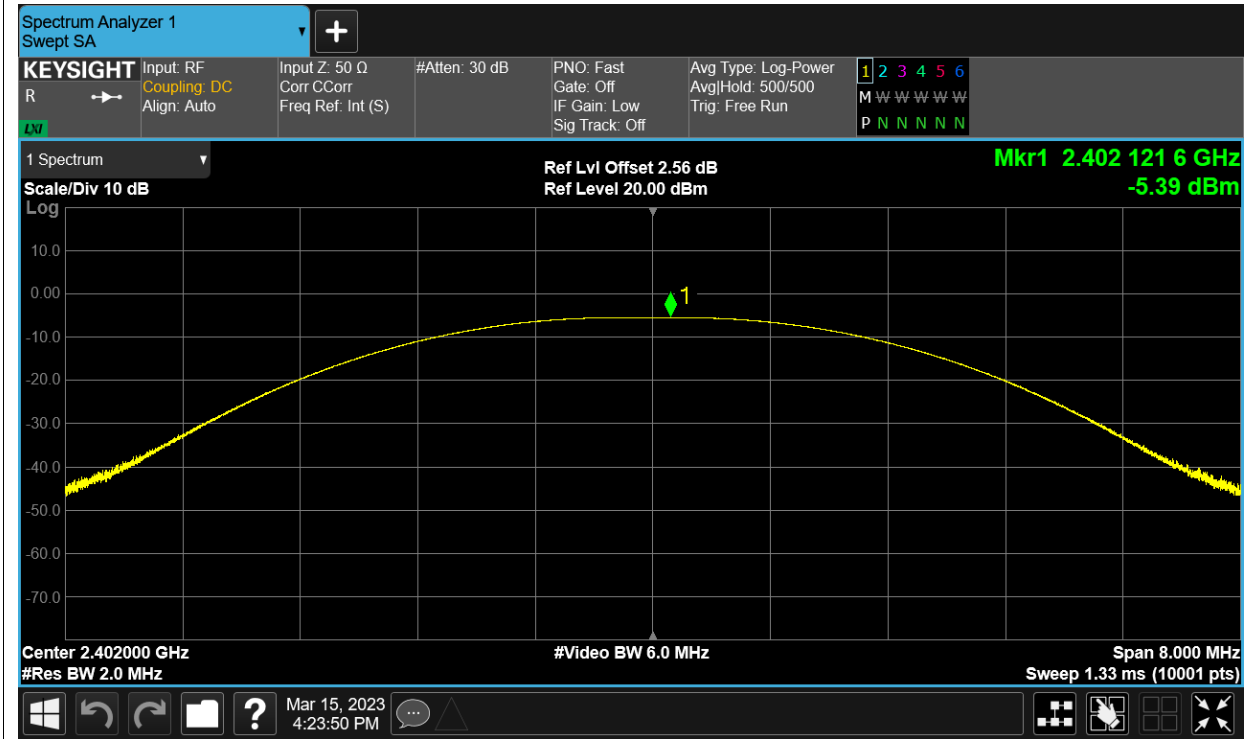 Spectrum Analyzer 1
Swept SA
KEYSIGHT
R
LXI
Input: RF
Coupling: DC
Align: Auto
Input Z: 50 Ω
Corr CCorr
Freq Ref: Int (S)
#Atten: 30 dB
PNO: Fast
Gate: Off
IF Gain: Low
Sig Track: Off
Avg Type: Log-Power
Avg|Hold: 500/500
Trig: Free Run
1 2 3 4 5 6
M W W W W W
P N N N N N
1 Spectrum
Scale/Div 10 dB
Log
Ref Lvl Offset 2.56 dB
Ref Level 20.00 dBm
Mkr1 2.402 121 6 GHz
-5.39 dBm
10.0
0.00
-10.0
-20.0
-30.0
-40.0
-50.0
-60.0
-70.0
1
Center 2.402000 GHz
#Res BW 2.0 MHz
#Video BW 6.0 MHz
Span 8.000 MHz
Sweep 1.33 ms (10001 pts)
?
Mar 15, 2023
4:23:50 PM